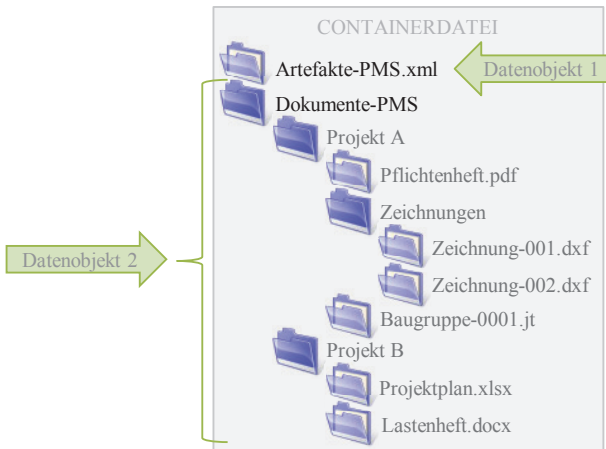 CONTAINERDATEI
Artefakte-PMS.xml
Datenobjekt 1
Dokumente-PMS
Projekt A
Pflichtenheft.pdf
Zeichnungen
Zeichnung-001.dxf
Datenobjekt 2
Zeichnung-002.dxf
Baugruppe-0001.jt
Projekt B
Projektplan.xlsx
Lastenheft.docx